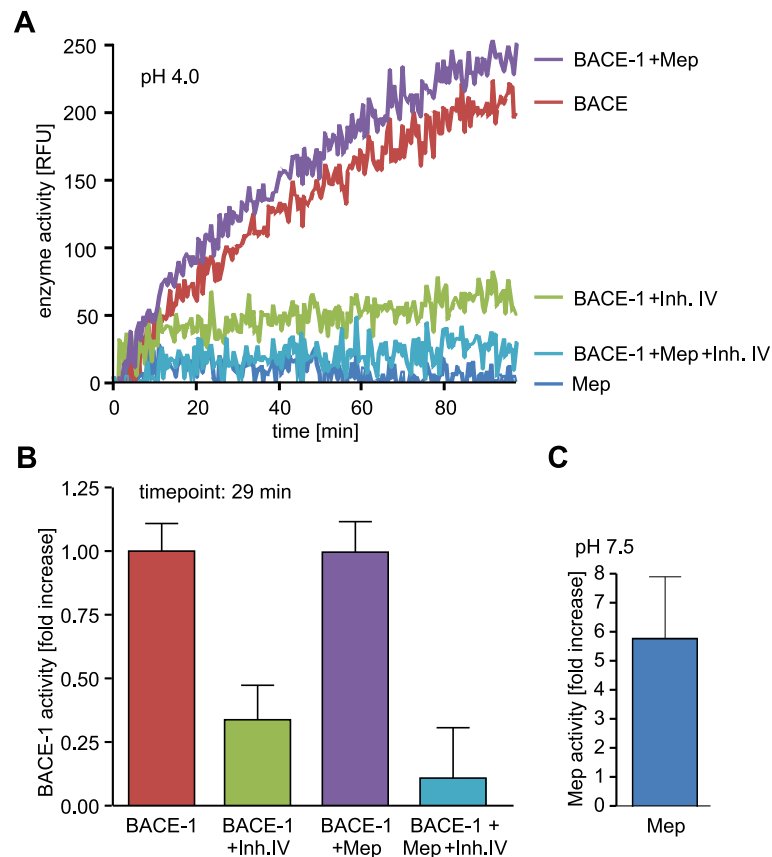 A
pH 4.0
enzyme activity [RFU]
250
200
150
100
50
0
0
20
40
60
80
time [min]
BACE-1 +Mep
BACE
BACE-1 +Inh. IV
BACE-1 +Mep +Inh. IV
Mep
B
timepoint: 29 min
BACE-1 activity [fold increase]
1.25
1.00
0.75
0.50
0.25
0.00
BACE-1
BACE-1
+Inh.IV
BACE-1
+Mep
BACE-1 +
Mep +Inh.IV
C
pH 7.5
Mep activity [fold increase]
8
7
6
5
4
3
2
1
0
Mep